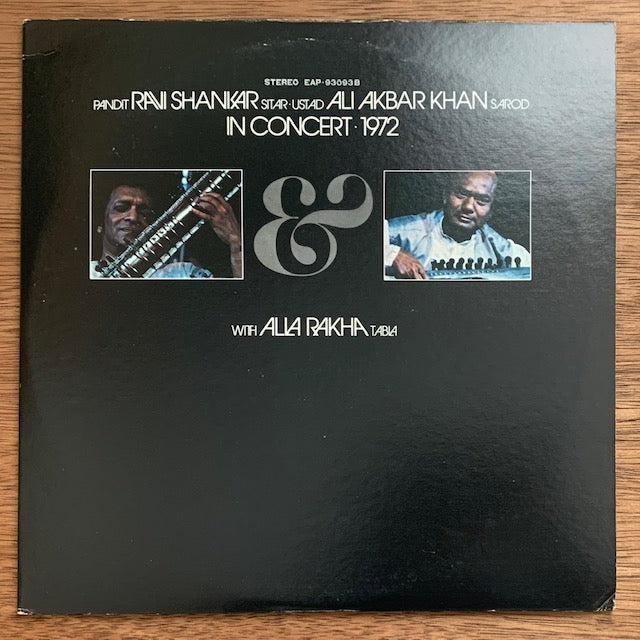 STEREO EAP-93093B
PANDIT RAVI SHANKAR SITAR · USTAD ALI AKBAR KHAN SAROD
IN CONCERT · 1972
&
WITH ALLA RAKHA TABLA